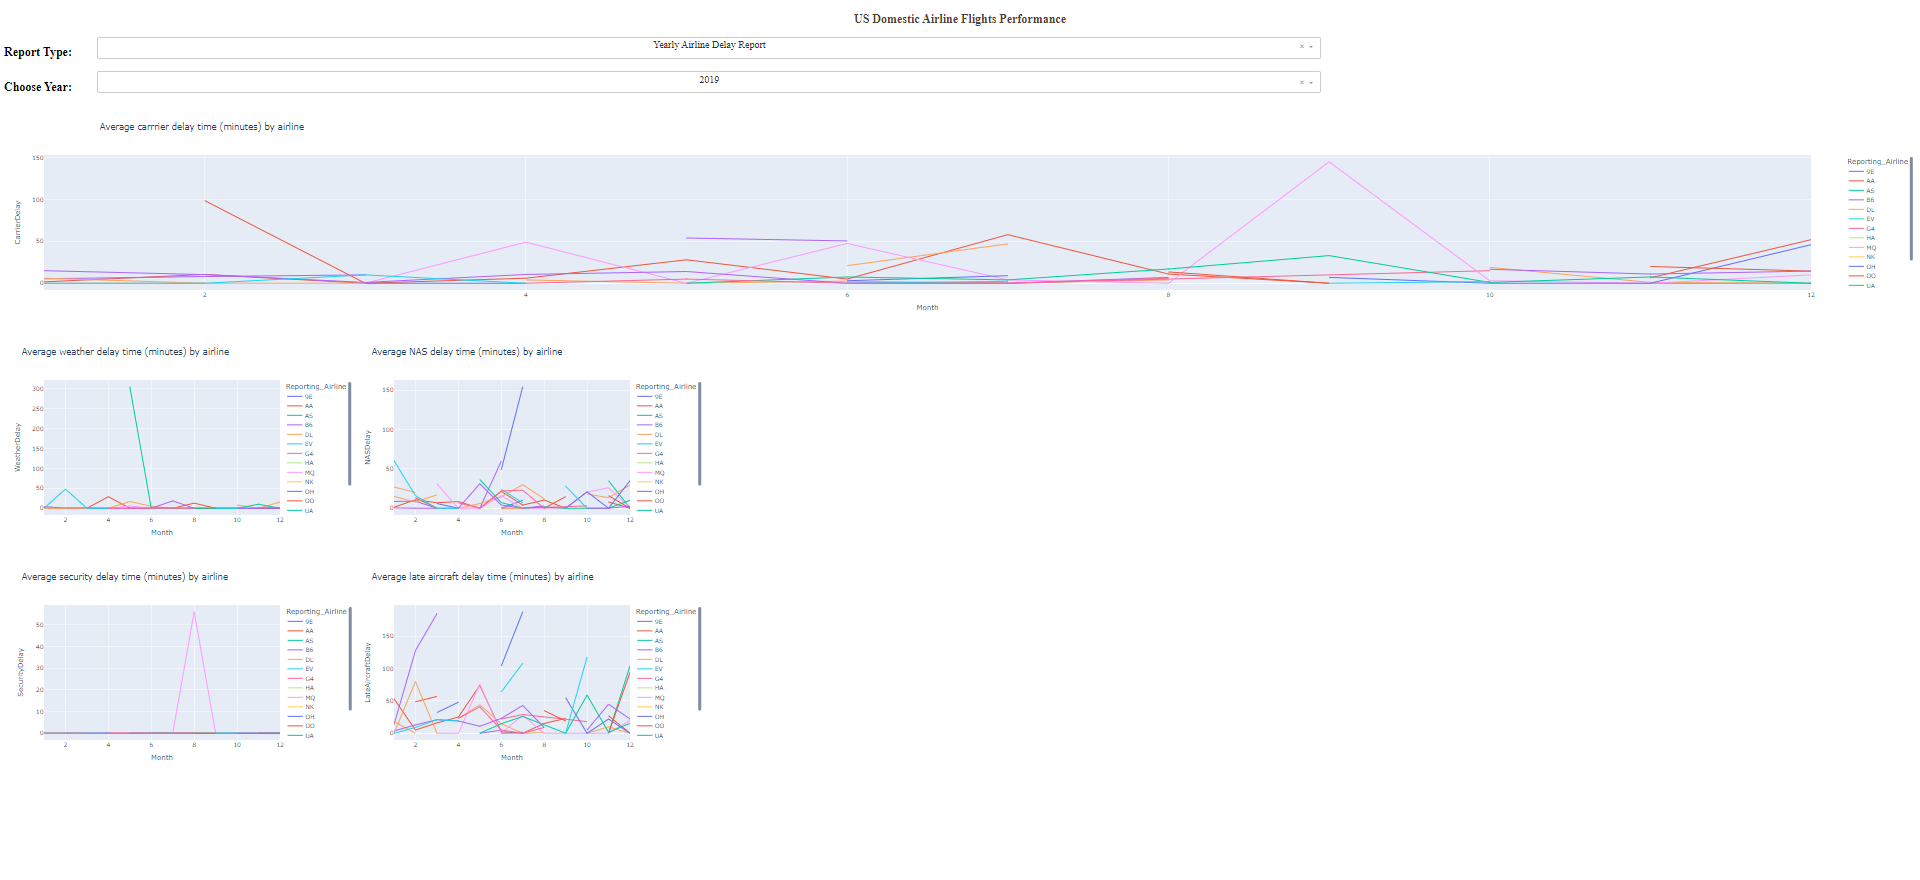 US Domestic Airline Flights Performance
Report Type:
Yearly Airline Delay Report
× 
Choose Year:
2019
× 
Average carrrier delay time (minutes) by airline
CarrierDelay
150
100
50
0
2
4
6
8
10
12
Month
Reporting_Airline
9E
AA
AS
B6
DL
EV
G4
HA
MQ
NK
OH
OO
UA
Average weather delay time (minutes) by airline
WeatherDelay
300
250
200
150
100
50
0
2
4
6
8
10
12
Month
Reporting_Airline
9E
AA
AS
B6
DL
EV
G4
HA
MQ
NK
OH
OO
UA
Average NAS delay time (minutes) by airline
NASDelay
150
100
50
0
2
4
6
8
10
12
Month
Reporting_Airline
9E
AA
AS
B6
DL
EV
G4
HA
MQ
NK
OH
OO
UA
Average security delay time (minutes) by airline
SecurityDelay
50
40
30
20
10
0
2
4
6
8
10
12
Month
Reporting_Airline
9E
AA
AS
B6
DL
EV
G4
HA
MQ
NK
OH
OO
UA
Average late aircraft delay time (minutes) by airline
LateAircraftDelay
150
100
50
0
2
4
6
8
10
12
Month
Reporting_Airline
9E
AA
AS
B6
DL
EV
G4
HA
MQ
NK
OH
OO
UA